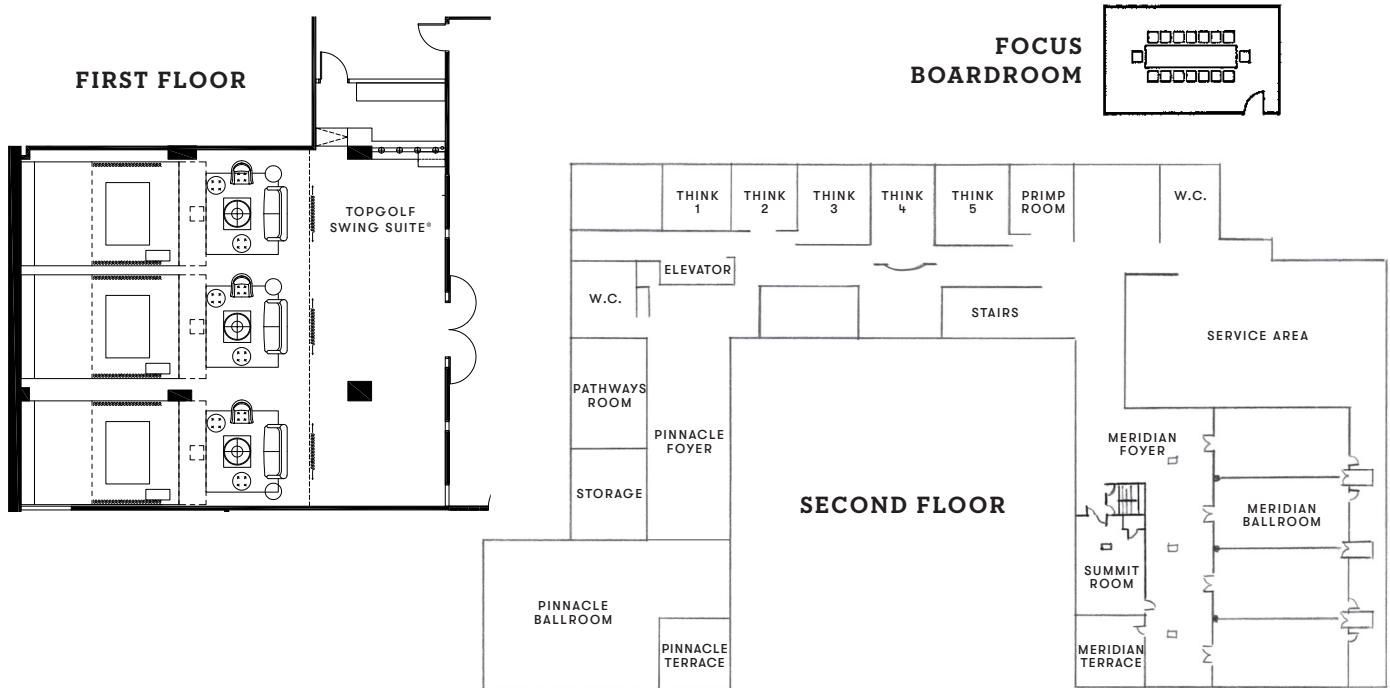 FOCUS
BOARDROOM
FIRST FLOOR
TOPGOLF
SWING SUITE®
THINK
1
THINK
2
THINK
3
THINK
4
THINK
5
PRIMP
ROOM
W.C.
ELEVATOR
W.C.
STAIRS
SERVICE AREA
PATHWAYS
ROOM
PINNACLE
FOYER
MERIDIAN
FOYER
STORAGE
SECOND FLOOR
MERIDIAN
BALLROOM
SUMMIT
ROOM
PINNACLE
BALLROOM
PINNACLE
TERRACE
MERIDIAN
TERRACE